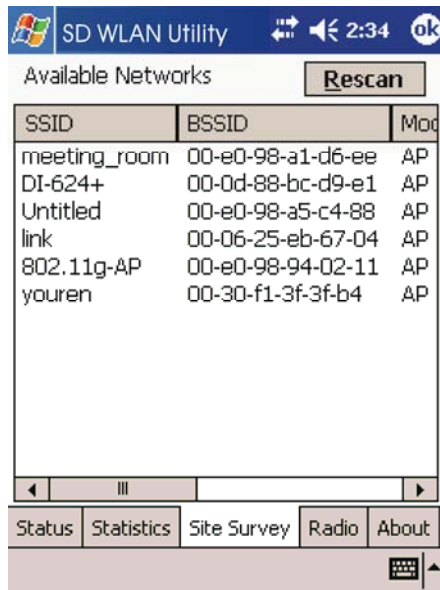 SD WLAN Utility 2:34 ok
Available Networks Rescan
SSID BSSID Mod
meeting_room 00-e0-98-a1-d6-ee AP
DI-624+ 00-0d-88-bc-d9-e1 AP
Untitled 00-e0-98-a5-c4-88 AP
link 00-06-25-eb-67-04 AP
802.11g-AP 00-e0-98-94-02-11 AP
youren 00-30-f1-3f-3f-b4 AP
Status Statistics Site Survey Radio About